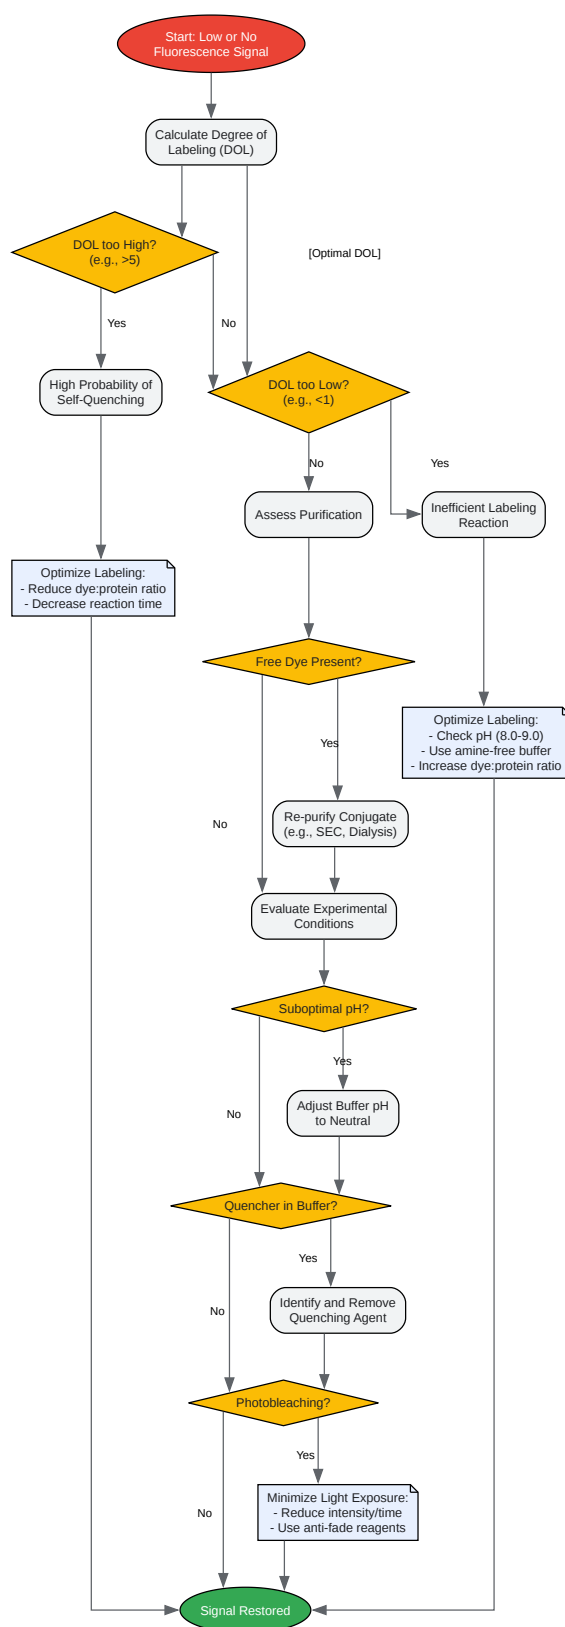 Start: Low or No
Fluorescence Signal
Calculate Degree of
Labeling (DOL)
DOL too High?
(e.g., >5)
[Optimal DOL]
Yes
No
High Probability of
Self-Quenching
DOL too Low?
(e.g., <1)
No
Yes
Assess Purification
Inefficient Labeling
Reaction
Optimize Labeling:
- Reduce dye:protein ratio
- Decrease reaction time
Free Dye Present?
Optimize Labeling:
- Check pH (8.0-9.0)
- Use amine-free buffer
- Increase dye:protein ratio
Yes
No
Re-purify Conjugate
(e.g., SEC, Dialysis)
Evaluate Experimental
Conditions
Suboptimal pH?
Yes
No
Adjust Buffer pH
to Neutral
Quencher in Buffer?
Yes
No
Identify and Remove
Quenching Agent
Photobleaching?
Yes
No
Minimize Light Exposure:
- Reduce intensity/time
- Use anti-fade reagents
Signal Restored